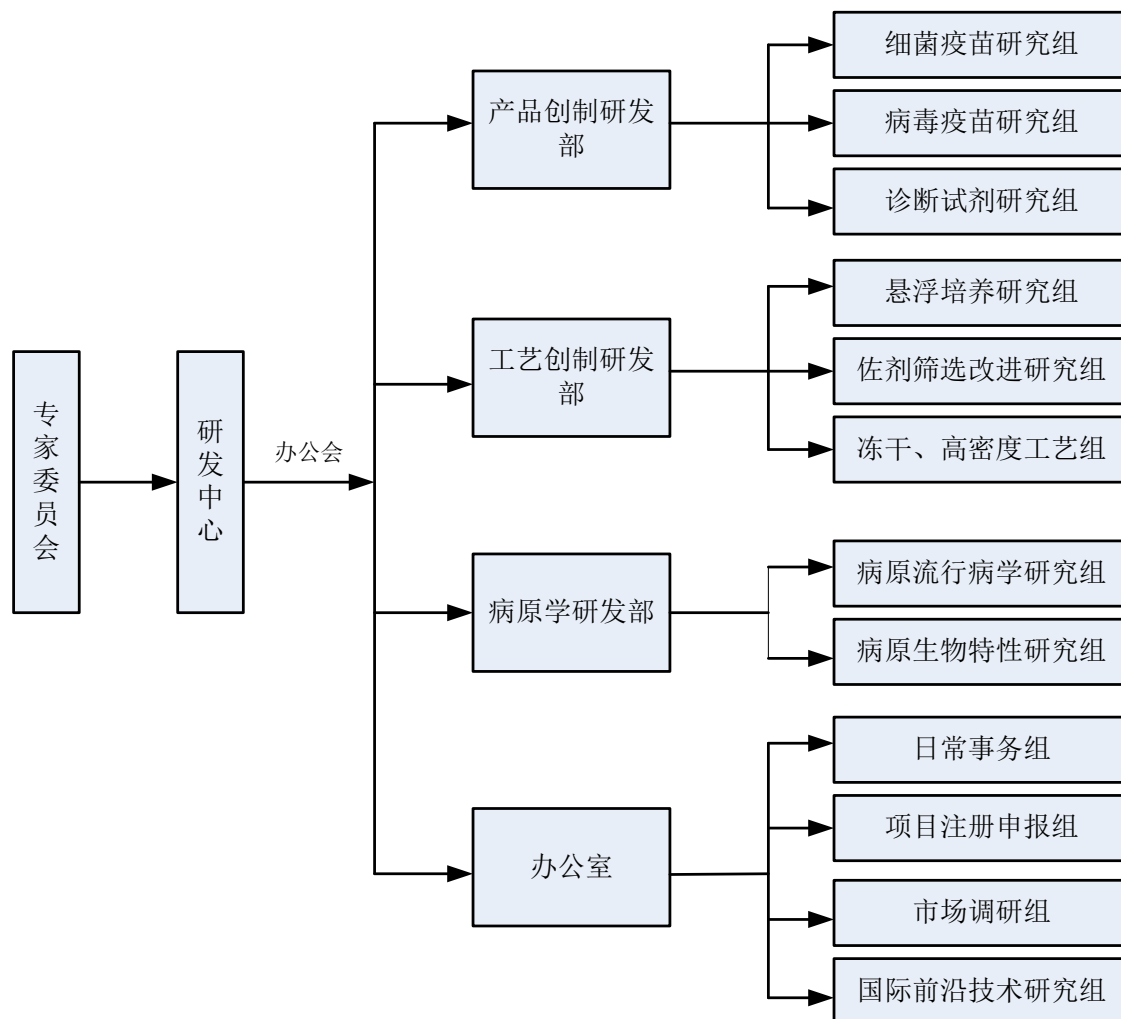 专家委员会
研发中心
办公会
产品创制研发
部
细菌疫苗研究组
病毒疫苗研究组
诊断试剂研究组
工艺创制研发
部
悬浮培养研究组
佐剂筛选改进研究组
冻干、高密度工艺组
病原学研发部
病原流行病学研究组
病原生物特性研究组
办公室
日常事务组
项目注册申报组
市场调研组
国际前沿技术研究组